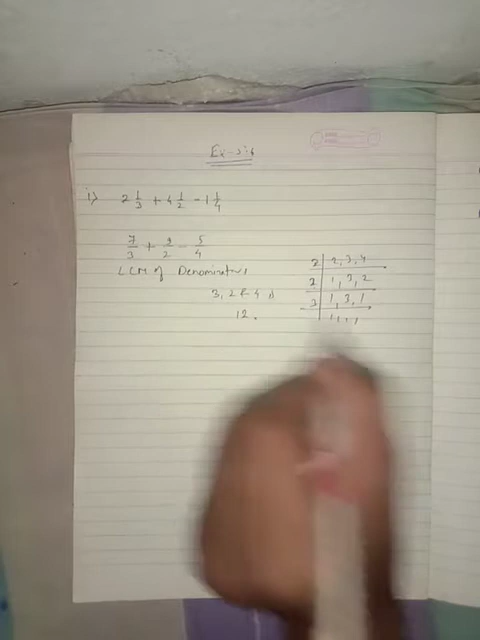 Ex-2.6
i) 2 1/3 + 4 1/2 - 1 1/4
7/3 + 9/2 - 5/4
LCM of Denominators
3, 2 & 4 is
12.
2 | 2, 3, 4
2 | 1, 3, 2
3 | 1, 3, 1
1, 1, 1